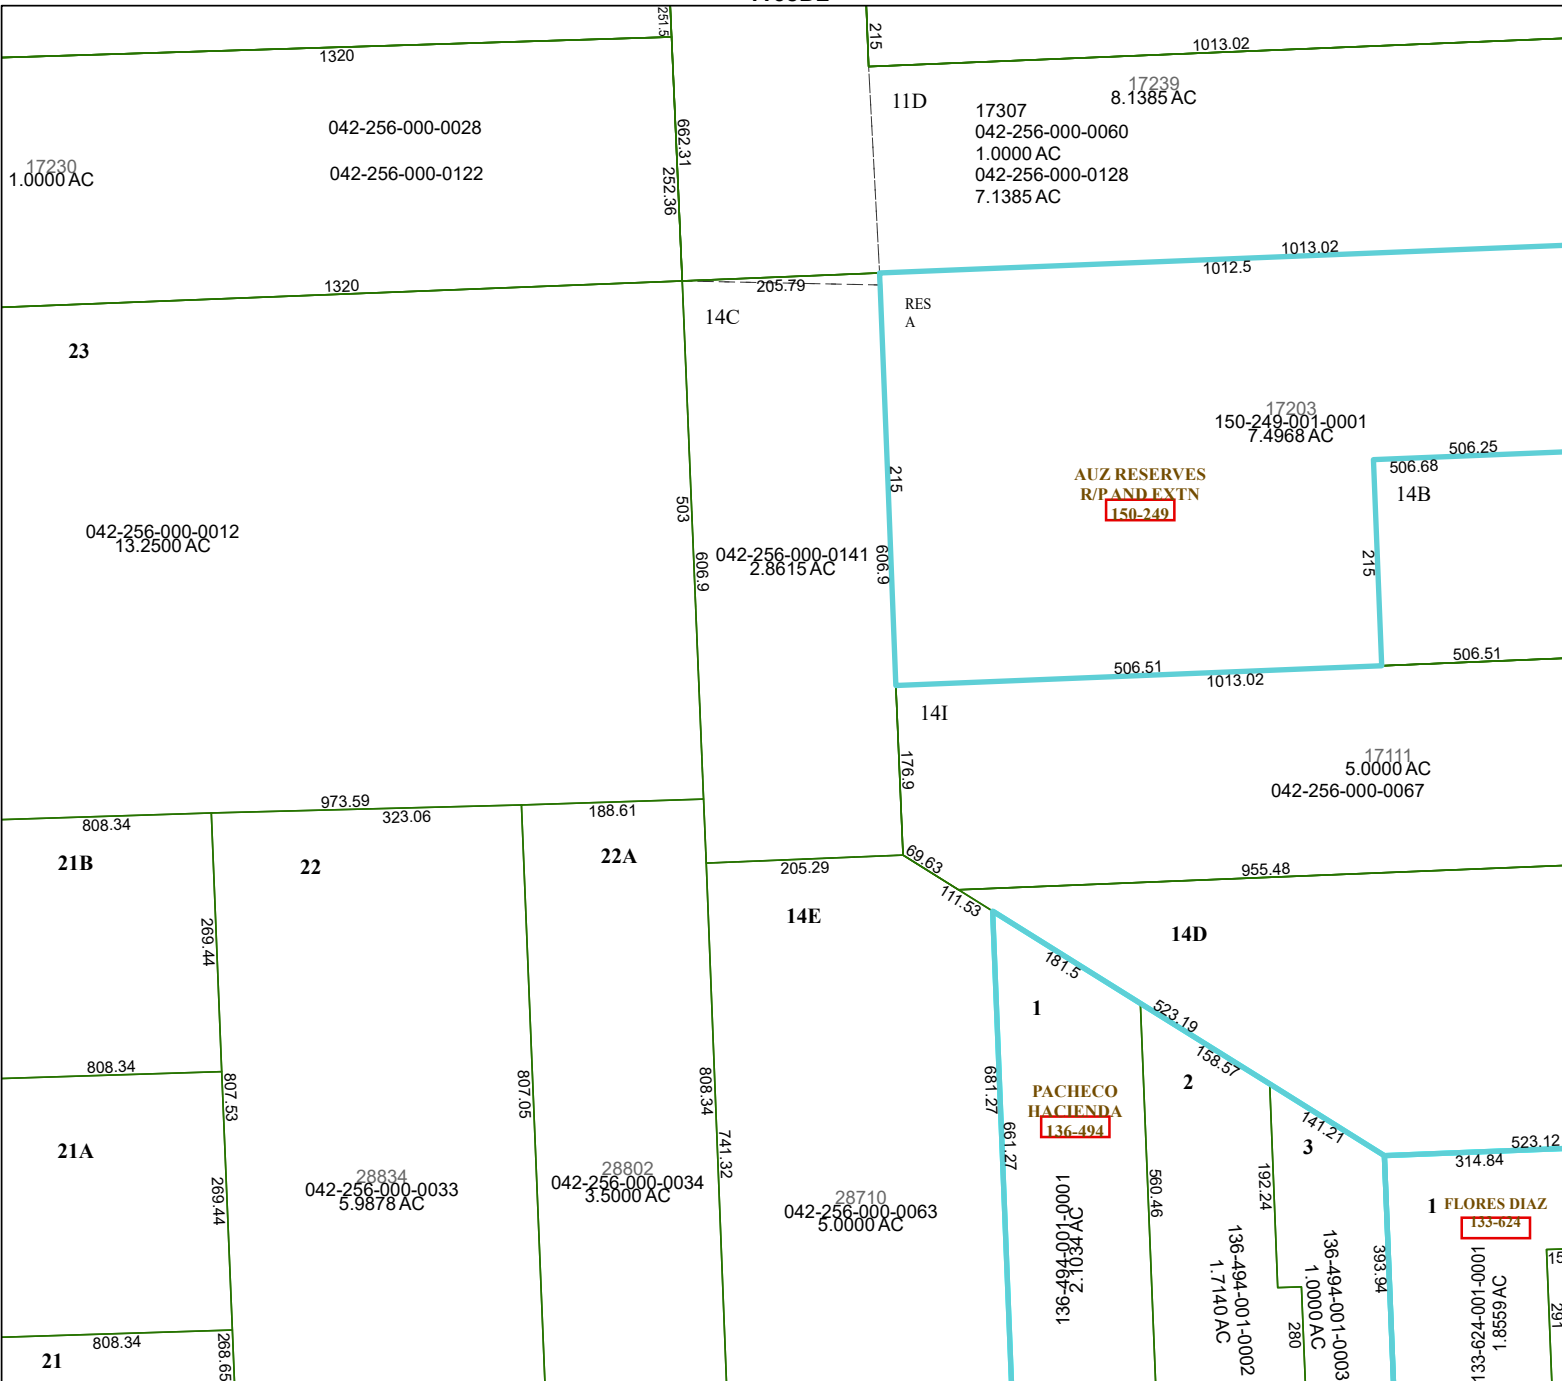 251.5
215
1320
1013.02
17239
8.1385 AC
11D
17307
042-256-000-0060
1.0000 AC
042-256-000-0128
7.1385 AC
042-256-000-0028
042-256-000-0122
17230
1.0000 AC
662.31
252.36
1013.02
1012.5
1320
205.79
14C
RES
A
23
17203
150-249-001-0001
7.4968 AC
506.25
506.68
14B
AUZ RESERVES
R/P AND EXTN
150-249
215
503
042-256-000-0012
13.2500 AC
042-256-000-0141
2.8615 AC
606.9
606.9
215
506.51
506.51
1013.02
14I
176.9
17111
5.0000 AC
042-256-000-0067
973.59
323.06
188.61
808.34
21B
22
22A
205.29
69.63
111.53
955.48
14E
14D
269.44
181.5
1
523.19
158.57
2
141.21
3
808.34
807.53
807.05
808.34
741.32
681.27
661.27
PACHECO
HACIENDA
136-494
21A
269.44
28834
042-256-000-0033
5.9878 AC
28802
042-256-000-0034
3.5000 AC
28710
042-256-000-0063
5.0000 AC
136-494-001-0001
2.1034 AC
560.46
192.24
136-494-001-0002
1.7140 AC
280
136-494-001-0003
1.0000 AC
393.94
523.12
314.84
1
FLORES DIAZ
133-624
133-624-001-0001
1.8559 AC
15
291
808.34
21
268.65